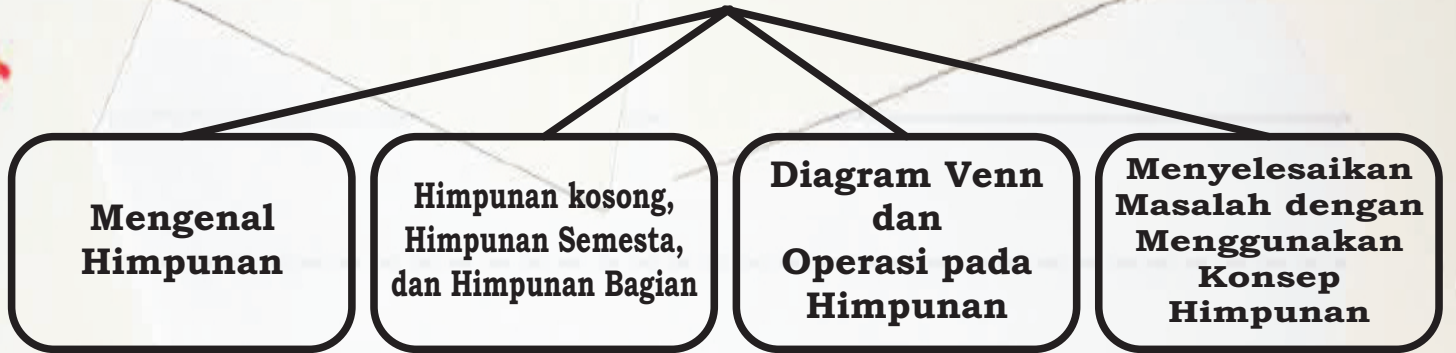 Mengenal
Himpunan
Himpunan kosong,
Himpunan Semesta,
dan Himpunan Bagian
Diagram Venn
dan
Operasi pada
Himpunan
Menyelesaikan
Masalah dengan
Menggunakan
Konsep
Himpunan